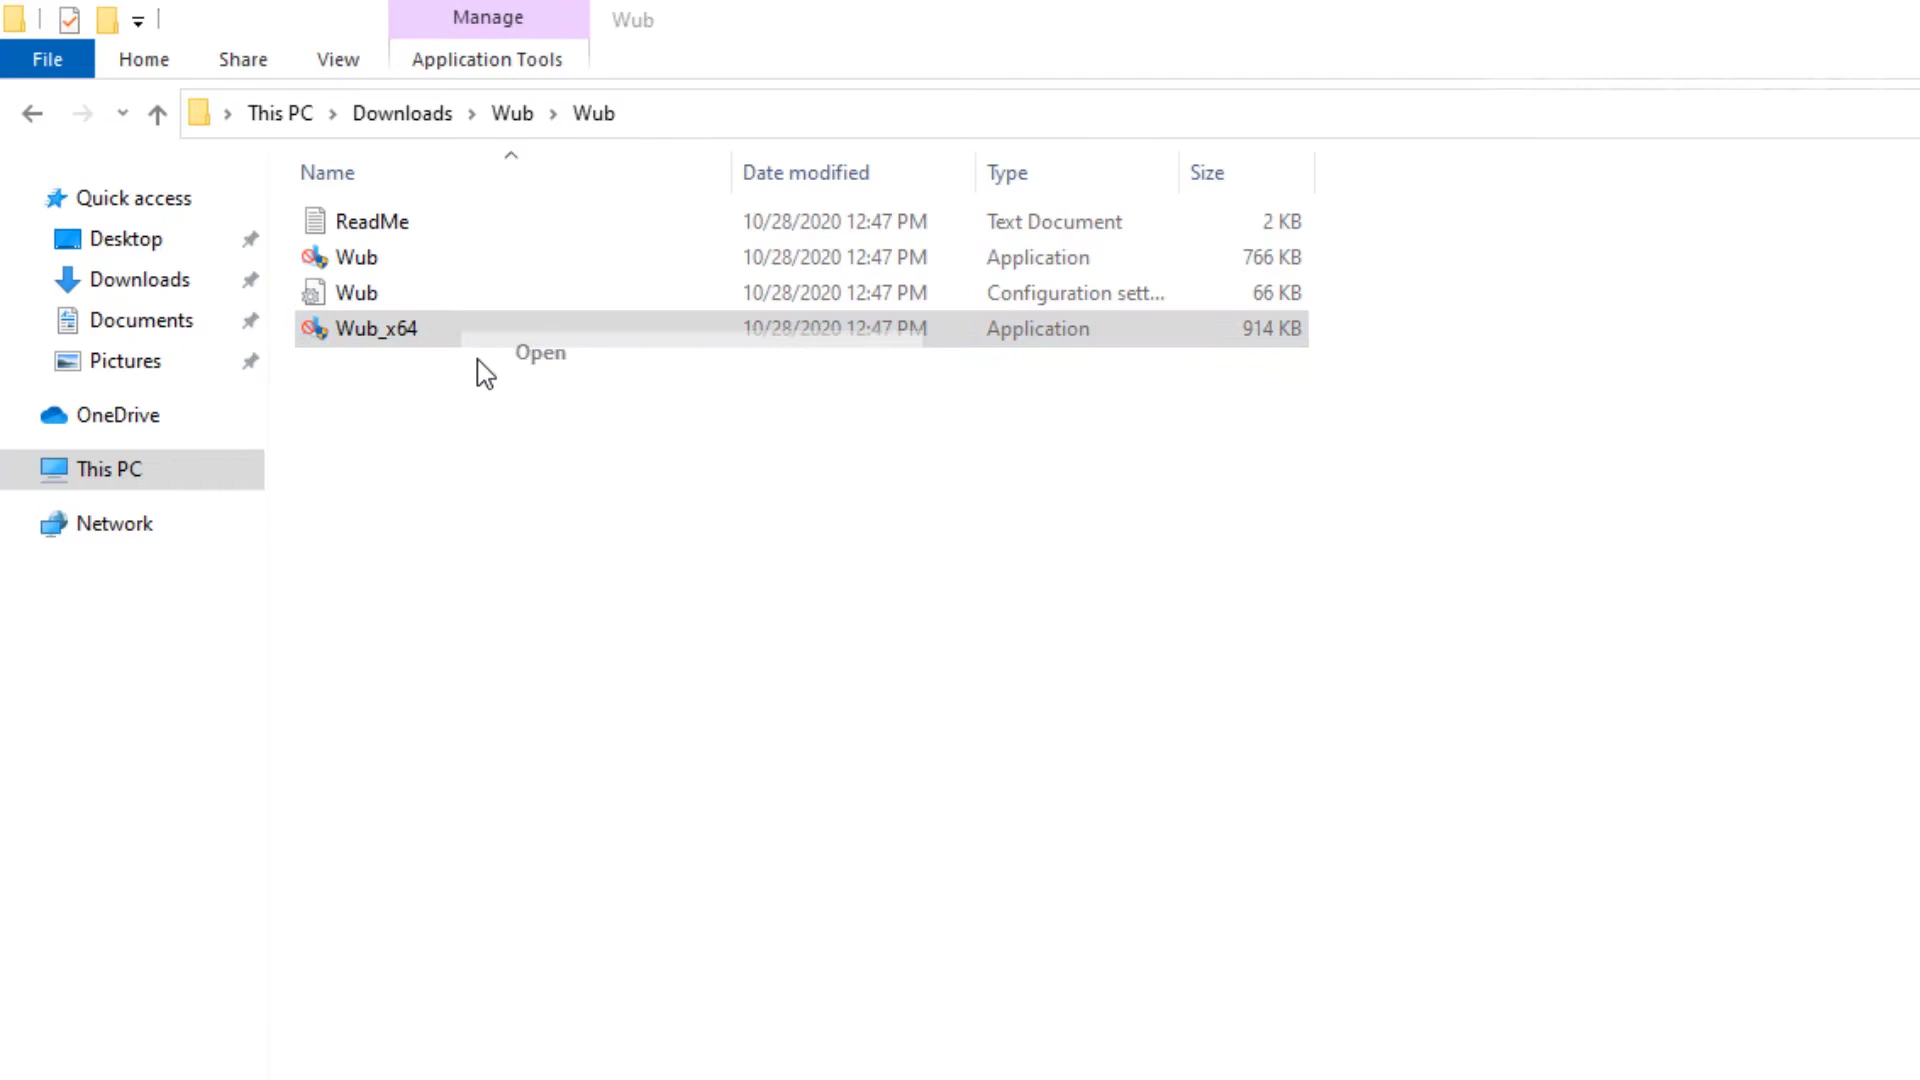 Manage
Wub
File
Home
Share
View
Application Tools
This PC
Downloads
Wub
Wub
Name
Date modified
Type
Size
Quick access
Desktop
Downloads
Documents
Pictures
OneDrive
This PC
Network
ReadMe 10/28/2020 12:47 PM Text Document 2 KB
Wub 10/28/2020 12:47 PM Application 766 KB
Wub 10/28/2020 12:47 PM Configuration sett... 66 KB
Wub_x64 10/28/2020 12:47 PM Application 914 KB
Open